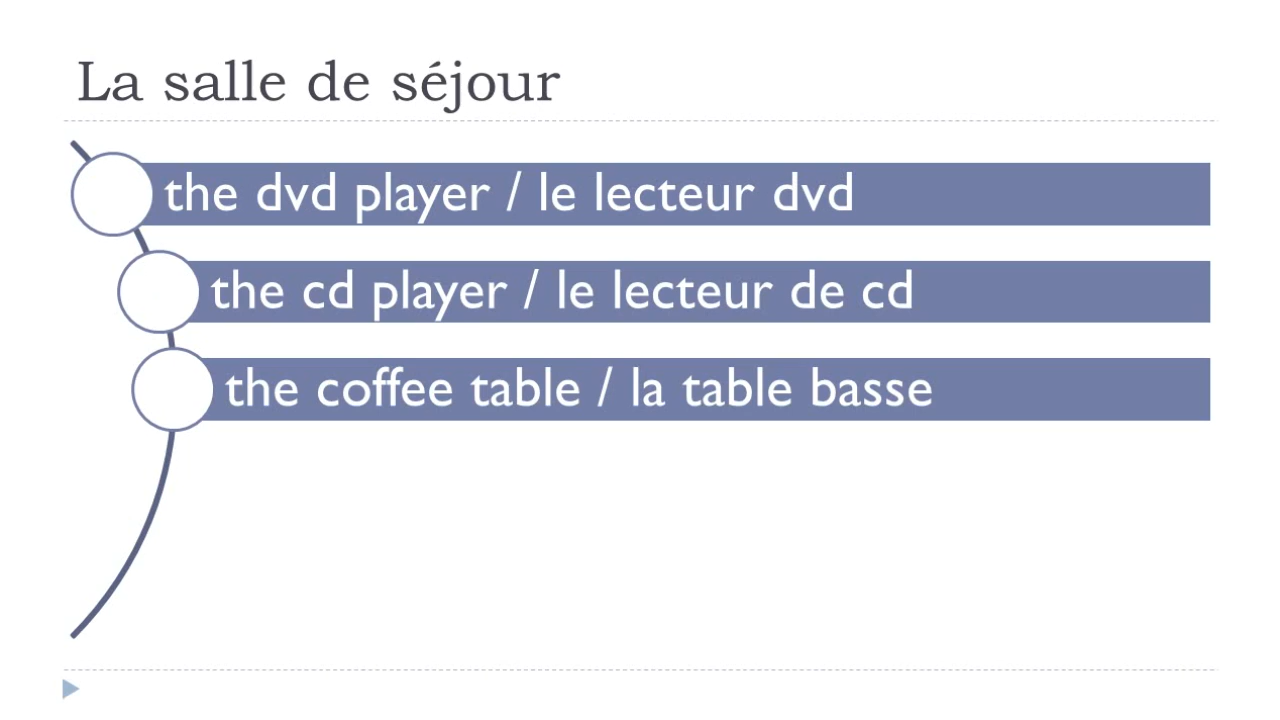 La salle de séjour
the dvd player / le lecteur dvd
the cd player / le lecteur de cd
the coffee table / la table basse